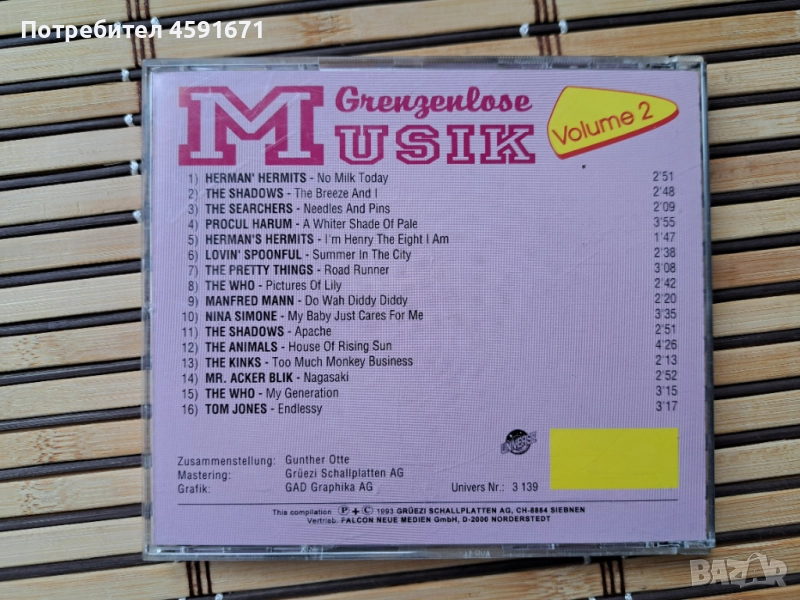 Потребител 4591671
Grenzenlose
MUSIK
Volume 2
1) HERMAN' HERMITS - No Milk Today 2'51
2) THE SHADOWS - The Breeze And I 2'48
3) THE SEARCHERS - Needles And Pins 2'09
4) PROCUL HARUM - A Whiter Shade Of Pale 3'55
5) HERMAN'S HERMITS - I'm Henry The Eight I Am 1'47
6) LOVIN' SPOONFUL - Summer In The City 2'38
7) THE PRETTY THINGS - Road Runner 3'08
8) THE WHO - Pictures Of Lily 2'42
9) MANFRED MANN - Do Wah Diddy Diddy 2'20
10) NINA SIMONE - My Baby Just Cares For Me 3'35
11) THE SHADOWS - Apache 2'51
12) THE ANIMALS - House Of Rising Sun 4'26
13) THE KINKS - Too Much Monkey Business 2'13
14) MR. ACKER BLIK - Nagasaki 2'52
15) THE WHO - My Generation 3'15
16) TOM JONES - Endlessy 3'17
UNIVERSE
Zusammenstellung: Gunther Otte
Mastering: Grüezi Schallplatten AG
Grafik: GAD Graphika AG
Univers Nr.: 3 139
This compilation P + C 1993 GRÜEZI SCHALLPLATTEN AG, CH-8854 SIEBNEN
Vertrieb: FALCON NEUE MEDIEN GmbH, D-2000 NORDERSTEDT
BAZAR